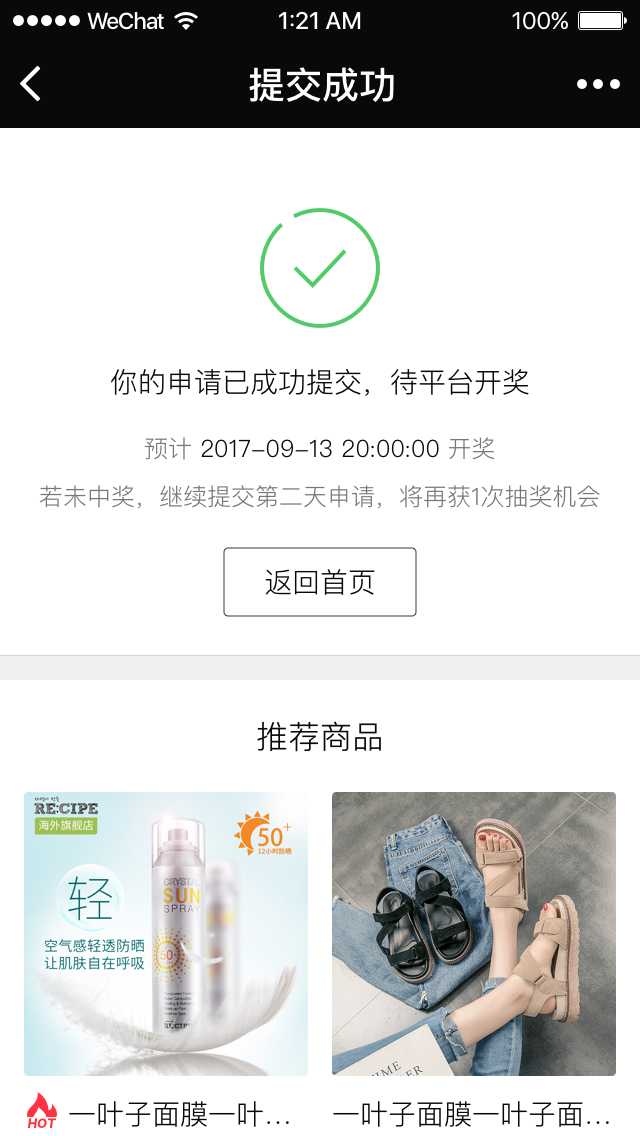 WeChat 1:21 AM 100%
提交成功
你的申请已成功提交，待平台开奖
预计 2017-09-13 20:00:00 开奖
若未中奖，继续提交第二天申请，将再获1次抽奖机会
返回首页
推荐商品
RE:CIPE
海外旗舰店
50+
12小时防晒
轻
空气感轻透防晒
让肌肤自在呼吸
CRYSTAL
SUN
SPRAY
50+
RE:CIPE
IME
OR
HOT 一叶子面膜一叶...
一叶子面膜一叶子面...